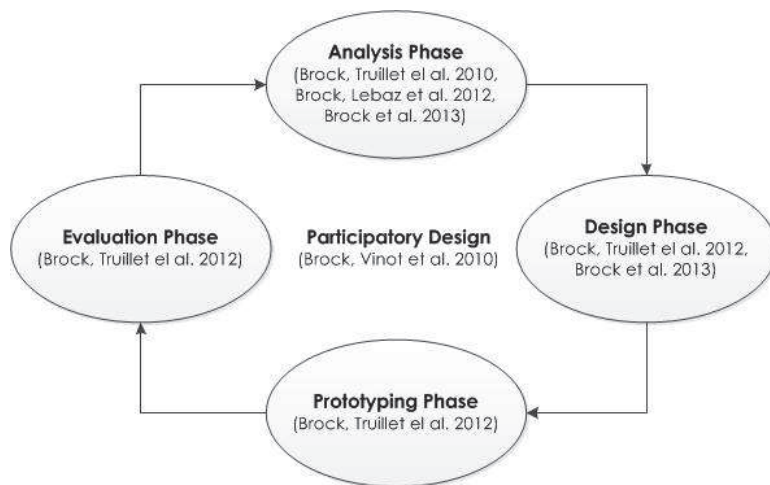 Analysis Phase
(Brock, Truillet el al. 2010,
Brock, Lebaz et al. 2012,
Brock et al. 2013)
Evaluation Phase
(Brock, Truillet el al. 2012)
Participatory Design
(Brock, Vinot et al. 2010)
Design Phase
(Brock, Truillet el al. 2012,
Brock et al. 2013)
Prototyping Phase
(Brock, Truillet el al. 2012)